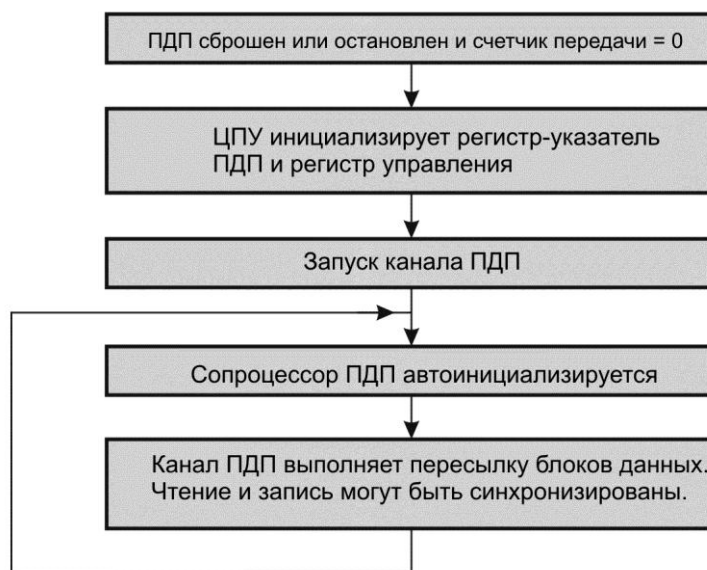 ПДП сброшен или остановлен и счетчик передачи = 0
ЦПУ инициализирует регистр-указатель
ПДП и регистр управления
Запуск канала ПДП
Сопроцессор ПДП автоинициализируется
Канал ПДП выполняет пересылку блоков данных.
Чтение и запись могут быть синхронизированы.